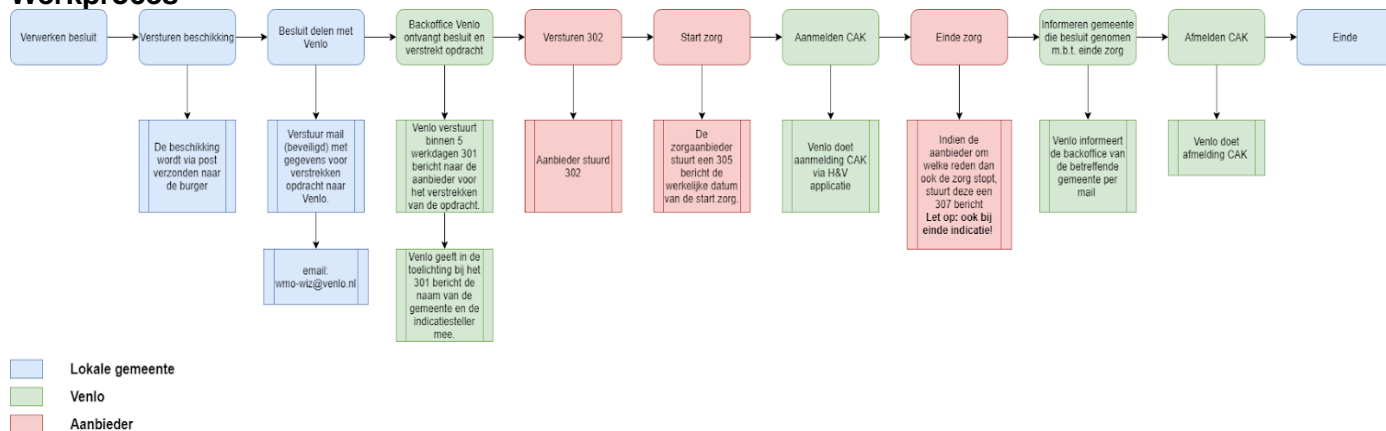 Werkproces
Verwerken besluit
Versturen beschikking
Besluit delen met
Venlo
Backoffice Venlo
ontvangt besluit en
verstrekt opdracht
Versturen 302
Start zorg
Aanmelden CAK
Einde zorg
Informeren gemeente
die besluit genomen
m.b.t. einde zorg
Afmelden CAK
Einde
De beschikking
wordt via post
verzonden naar
de burger
Verstuur mail
(beveiligd) met
gegevens voor
verstrekken
opdracht naar
Venlo.
Venlo verstuurt
binnen 5
werkdagen 301
bericht naar de
aanbieder voor
het verstrekken
van de opdracht.
Aanbieder stuurd
302
De
zorgaanbieder
stuurt een 305
bericht de
werkelijke datum
van de start zorg.
Venlo doet
aanmelding CAK
via H&V
applicatie
Indien de
aanbieder om
welke reden dan
ook de zorg stopt,
stuurt deze een
307 bericht
Let op: ook bij
einde indicatie!
Venlo informeert
de backoffice van
de betreffende
gemeente per
mail
Venlo doet
afmelding CAK
email:
wmo-wiz@venlo.nl
Venlo geeft in de
toelichting bij het
301 bericht de
naam van de
gemeente en de
indicatiesteller
mee.
Lokale gemeente
Venlo
Aanbieder